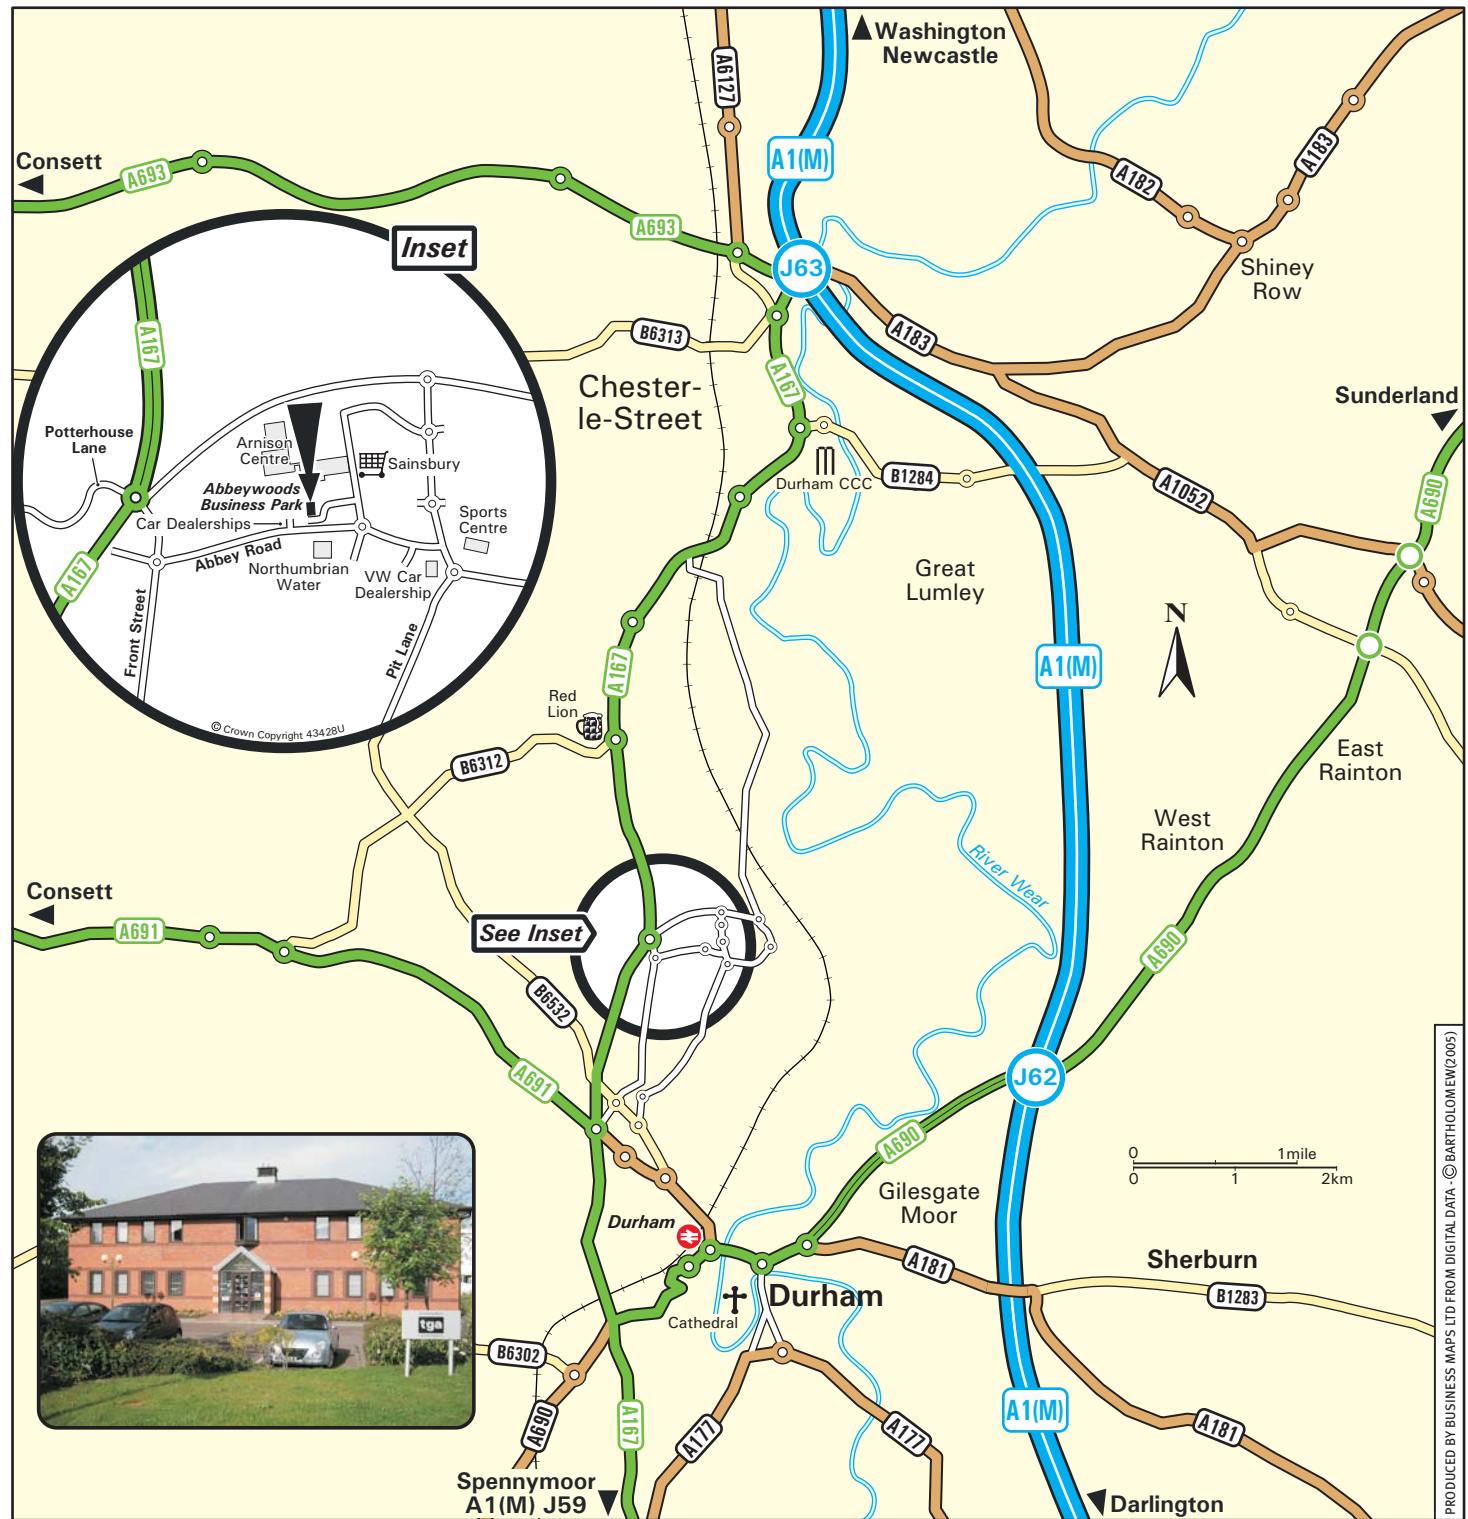 Washington
Newcastle
A6127
A1(M)
Consett
A693
A693
A182
A183
Inset
J63
Shiney
Row
B6313
A183
A167
Chester-
le-Street
A167
Sunderland
Potterhouse
Lane
Arnison
Centre
Sainsbury
Abbeywoods
Business Park
Car Dealerships
Abbey Road
Sports
Centre
Northumbrian
Water
VW Car
Dealership
A167
Front Street
Pit Lane
© Crown Copyright 43428U
Durham CCC
B1284
A1052
A690
Great
Lumley
N
A1(M)
A167
Red
Lion
B6312
East
Rainton
West
Rainton
River Wear
Consett
A691
See Inset
A690
B6532
J62
A691
A690
0 1mile
0 1 2km
Gilesgate
Moor
Durham
A181
Sherburn
B1283
Durham
Cathedral
tga
B6302
A690
A167
A177
A177
A1(M)
A181
Spennymoor
A1(M) J59
Darlington
PRODUCED BY BUSINESS MAPS LTD FROM DIGITAL DATA - © BARTHOLOMEW(2005)